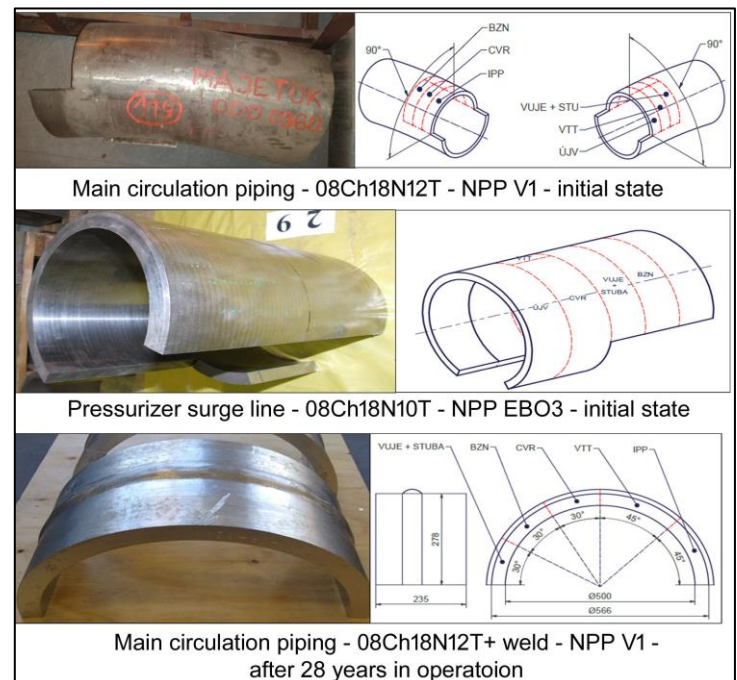 MAJETOK
115
BZN
CVR
IPP
90°
90°
VUJE + STU
VTT
ÚJV
Main circulation piping - 08Ch18N12T - NPP V1 - initial state
62
VTT
ÚJV
CVR
VUJE
+
STUBA
BZN
Pressurizer surge line - 08Ch18N10T - NPP EBO3 - initial state
VUJE + STUBA
BZN
CVR
VTT
IPP
278
235
30°
30°
30°
45°
45°
Ø500
Ø566
Main circulation piping - 08Ch18N12T+ weld - NPP V1 -
after 28 years in operatoion